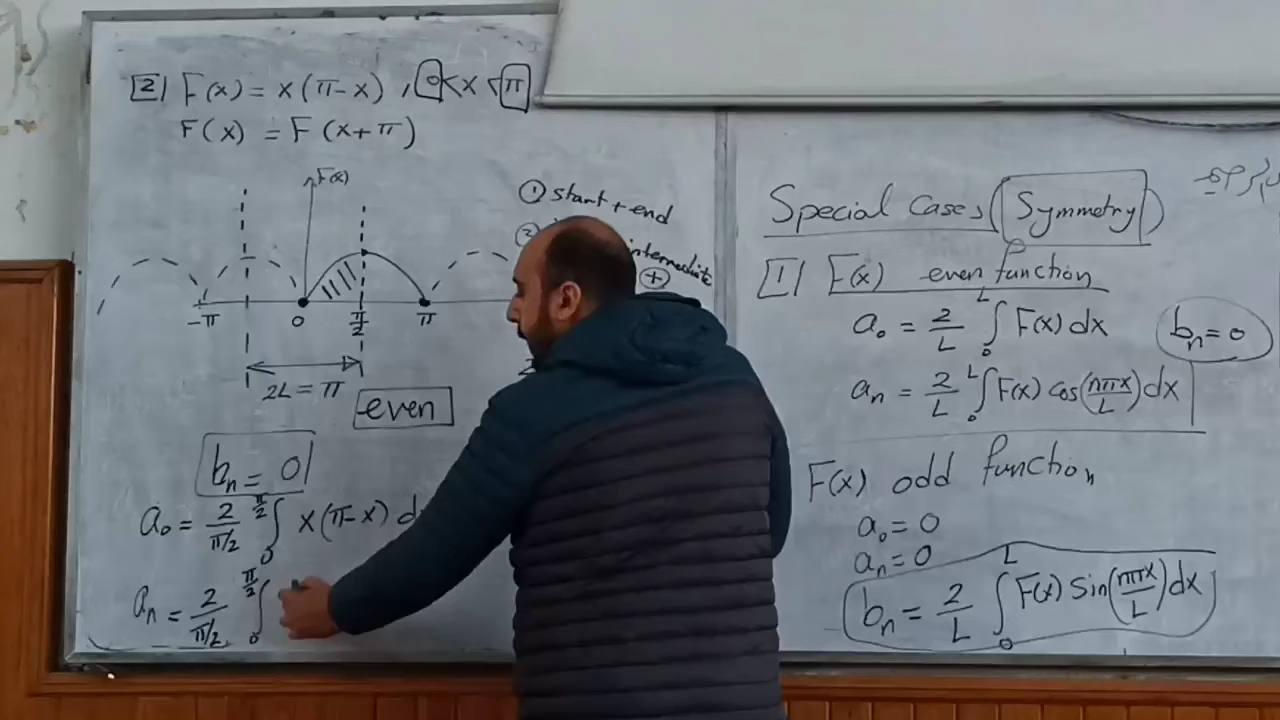 [2] F(x) = x(π-x) , 0<x<π
F(x) = F(x+π)
F(x)
-π 0 π/2 π
2L = π
even
① start + end
②
intermediate
⊕
b_n = 0
a_0 = 2/(π/2) ∫_0^{π/2} x(π-x) d
a_n = 2/(π/2) ∫_0^{π/2}
Special Cases (Symmetry)
[1] F(x) even function
a_0 = 2/L ∫_0^L F(x) dx
b_n = 0
a_n = 2/L ∫_0^L F(x) cos(nπx/L) dx
F(x) odd function
a_0 = 0
a_n = 0
b_n = 2/L ∫_0^L F(x) Sin(nπx/L) dx